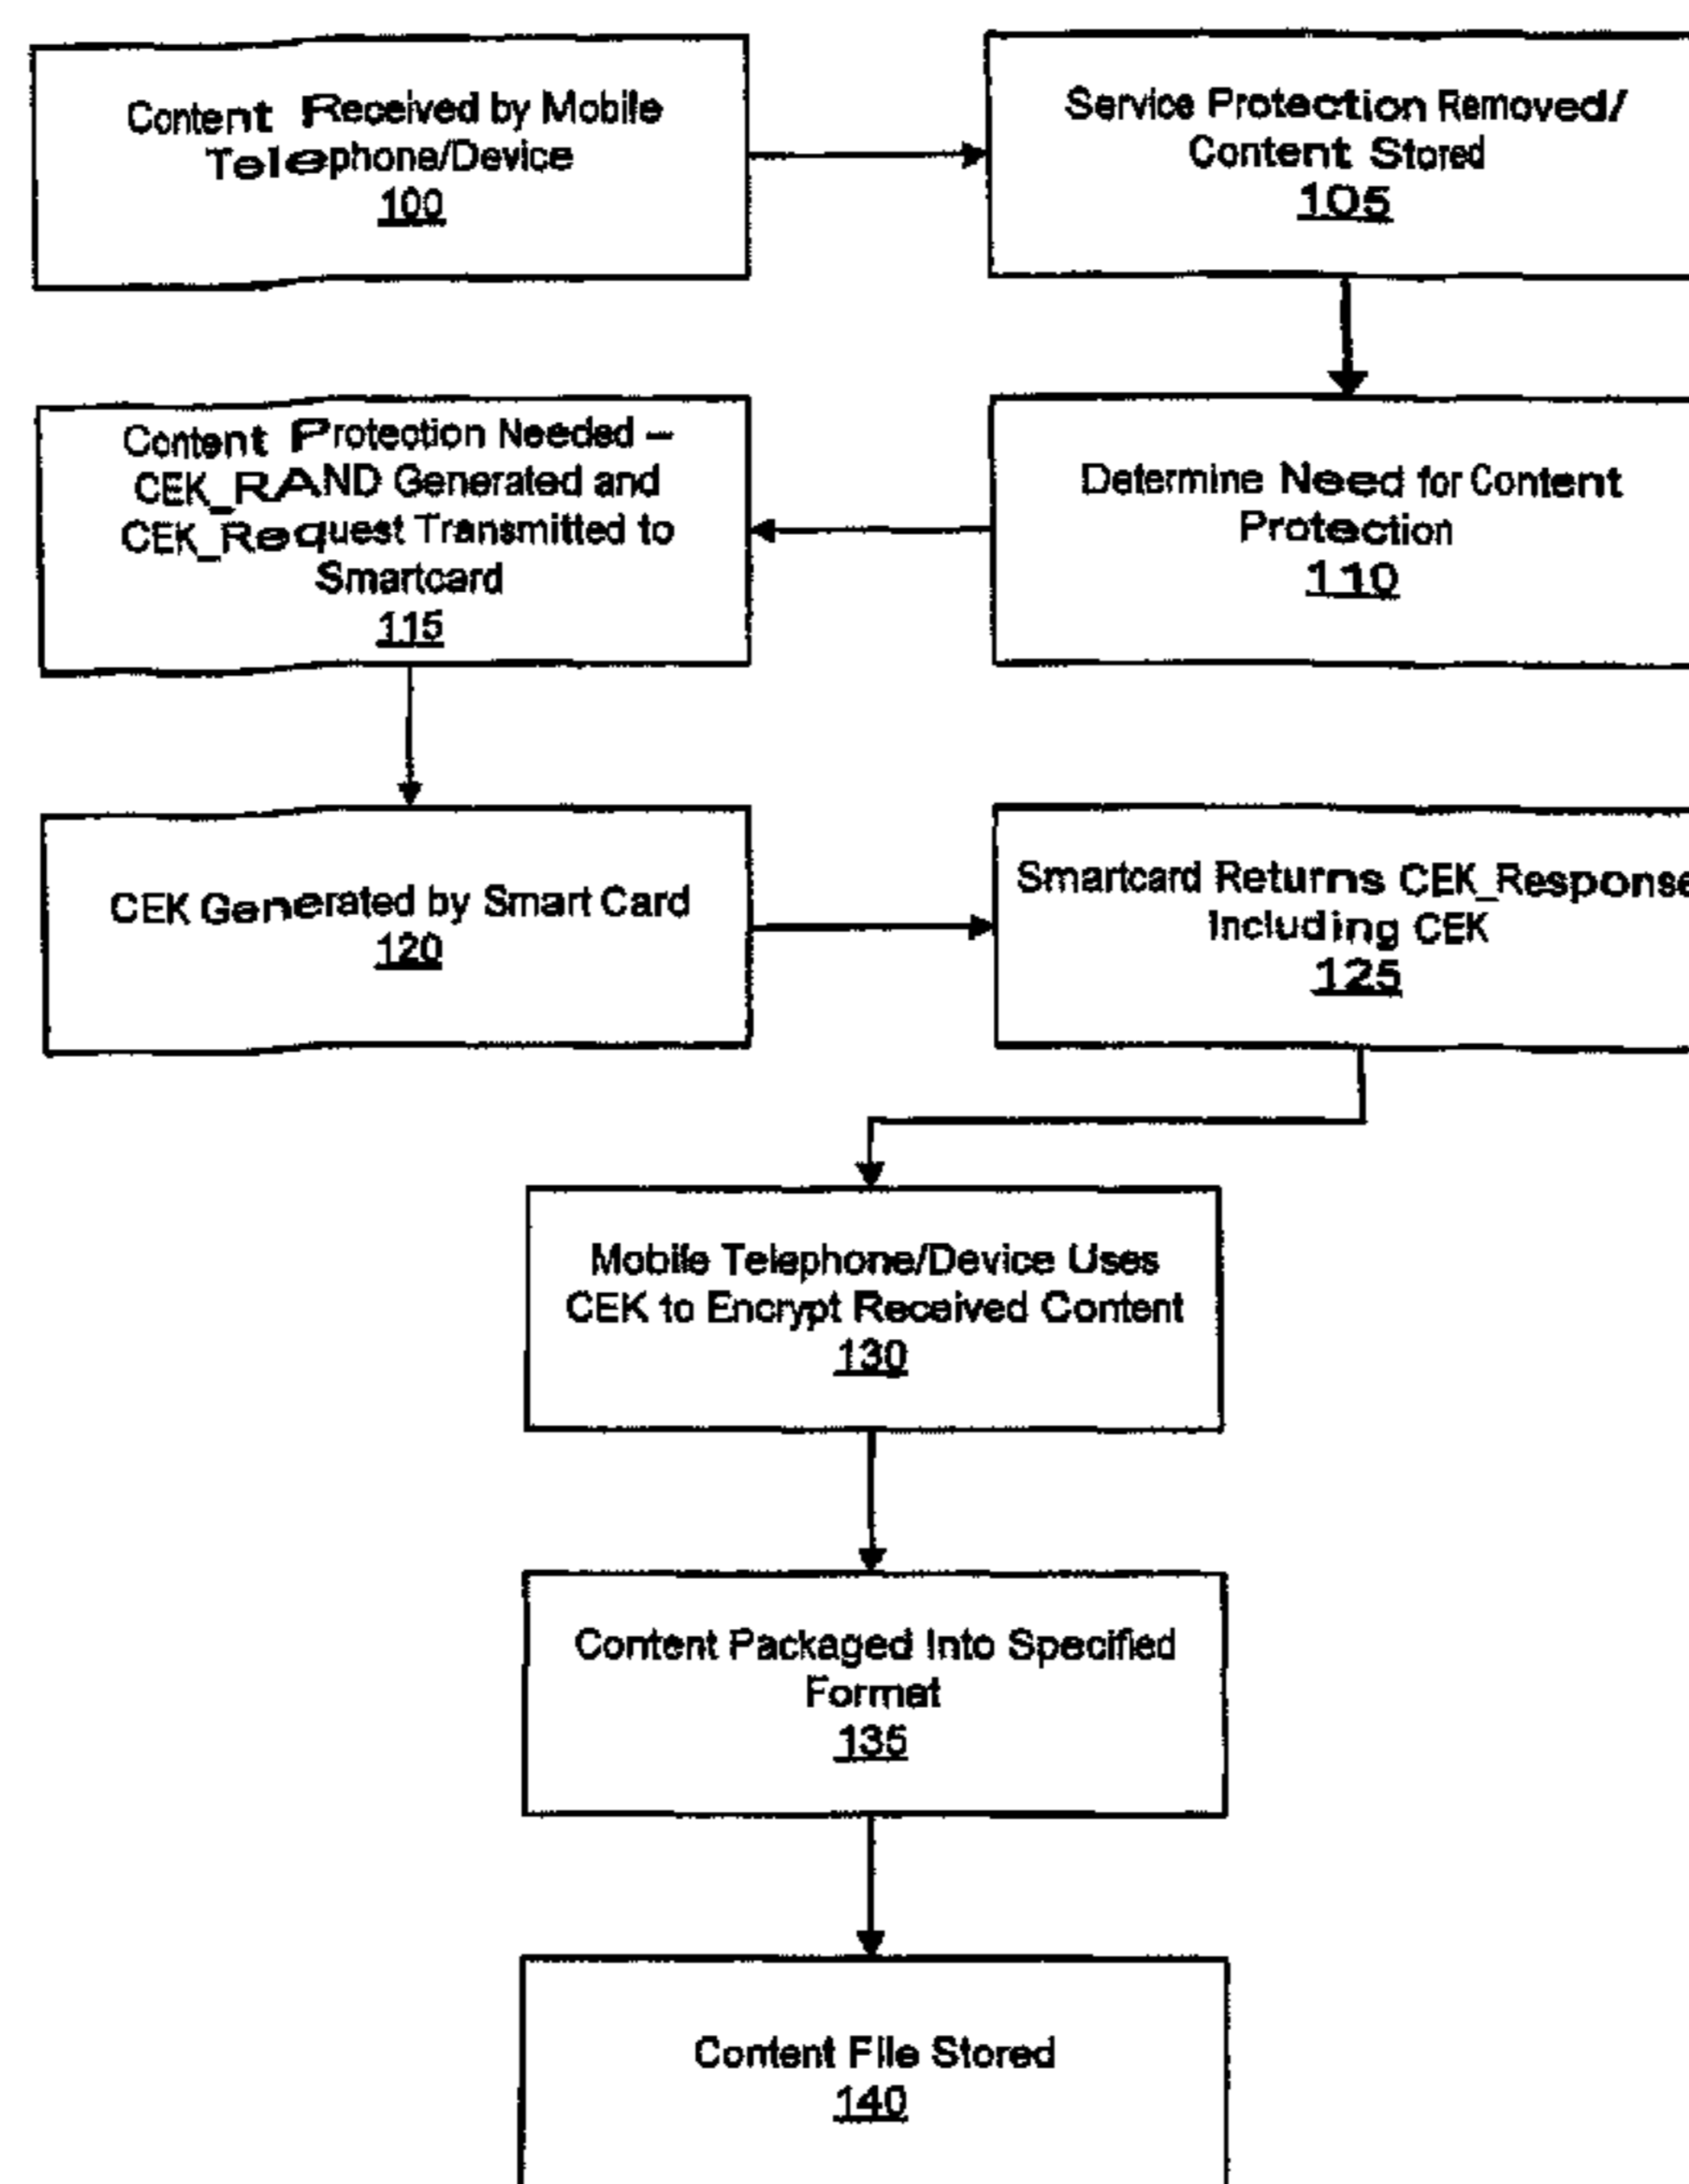 Content Received by Mobile
Telephone/Device
100
Service Protection Removed/
Content Stored
105
Determine Need for Content
Protection
110
Content Protection Needed –
CEK_RAND Generated and
CEK_Request Transmitted to
Smartcard
115
CEK Generated by Smart Card
120
Smartcard Returns CEK_Response
Including CEK
125
Mobile Telephone/Device Uses
CEK to Encrypt Received Content
130
Content Packaged Into Specified
Format
135
Content File Stored
140